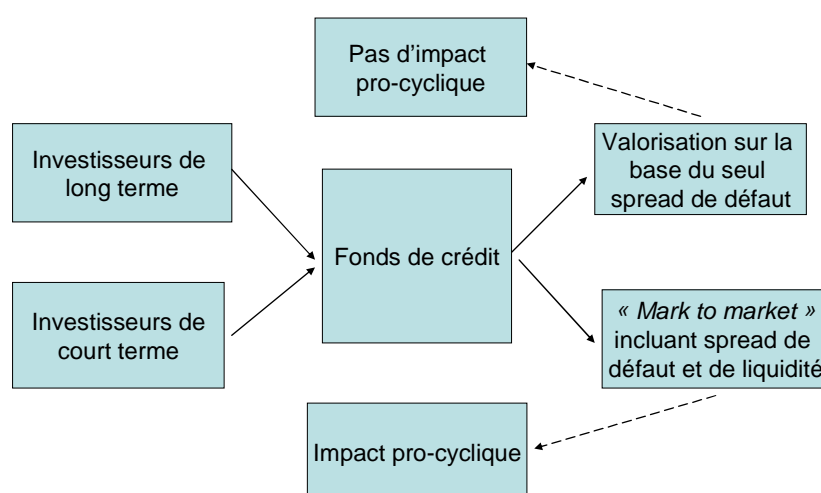 Pas d’impact
pro-cyclique
Investisseurs de
long terme
Valorisation sur la
base du seul
spread de défaut
Fonds de crédit
Investisseurs de
court terme
« Mark to market »
incluant spread de
défaut et de liquidité
Impact pro-cyclique